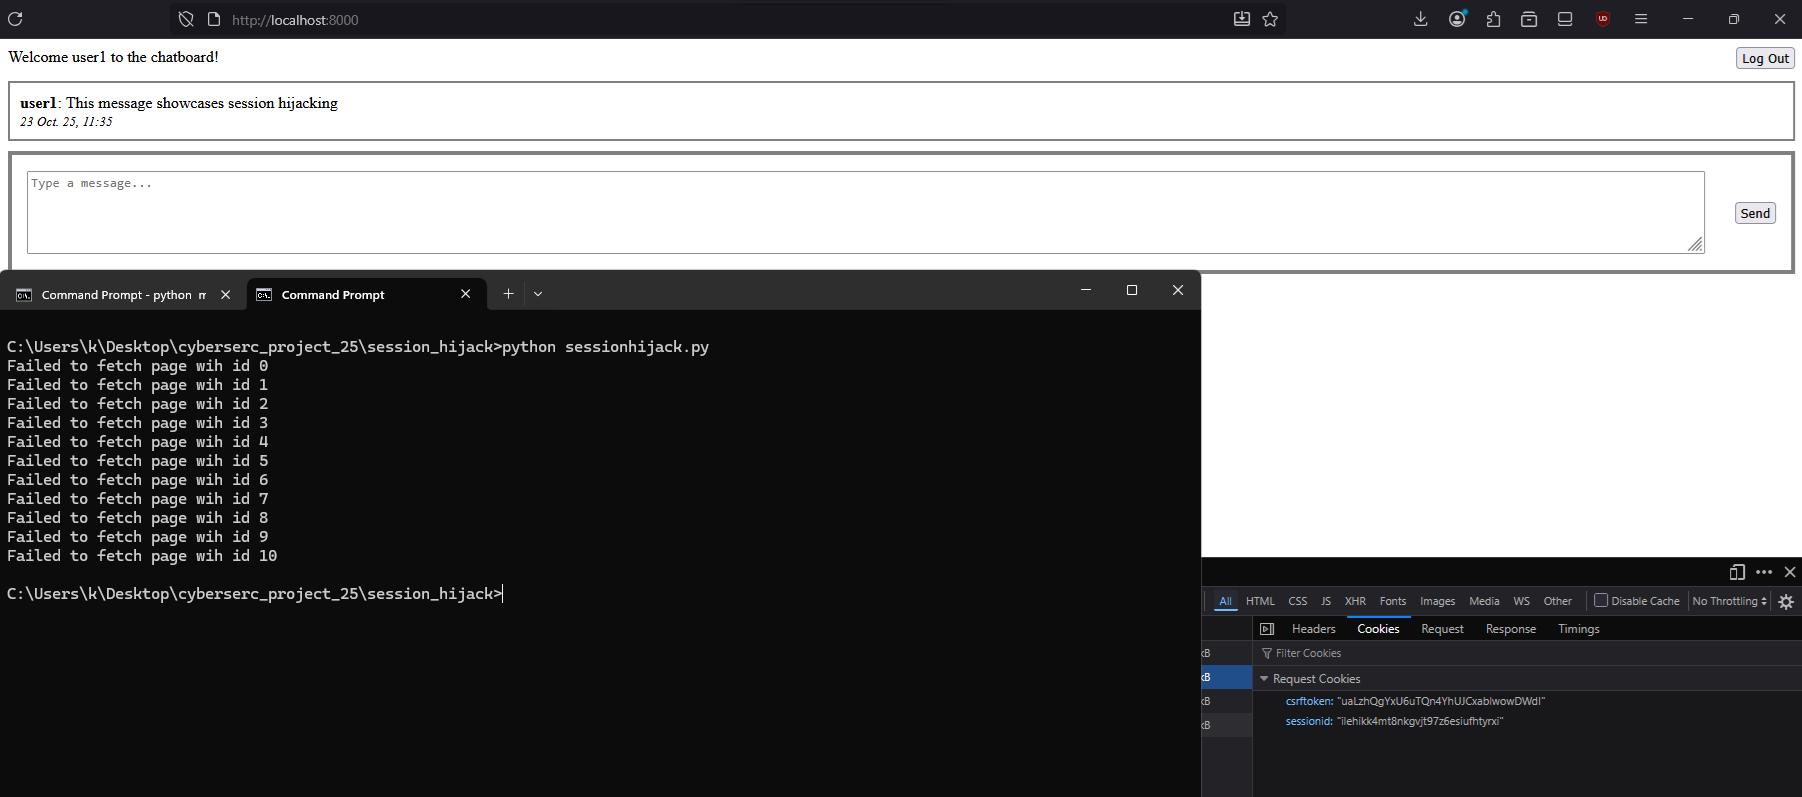 http://localhost:8000
Welcome user1 to the chatboard!
Log Out
user1: This message showcases session hijacking
23 Oct. 25, 11:35
Type a message...
Send
Command Prompt - python m
Command Prompt
C:\Users\k\Desktop\cyberserc_project_25\session_hijack>python sessionhijack.py
Failed to fetch page wih id 0
Failed to fetch page wih id 1
Failed to fetch page wih id 2
Failed to fetch page wih id 3
Failed to fetch page wih id 4
Failed to fetch page wih id 5
Failed to fetch page wih id 6
Failed to fetch page wih id 7
Failed to fetch page wih id 8
Failed to fetch page wih id 9
Failed to fetch page wih id 10
C:\Users\k\Desktop\cyberserc_project_25\session_hijack>
All HTML CSS JS XHR Fonts Images Media WS Other Disable Cache No Throttling
Headers Cookies Request Response Timings
Filter Cookies
Request Cookies
csrftoken: "uaLzhQgYxU6uTQn4YhUJCxablwowDWdI"
sessionid: "ilehikk4mt8nkgvjt97z6esiufhtyrxi"
kB
kB
kB
kB